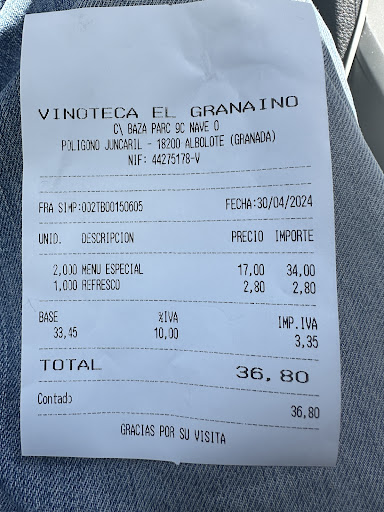 VINOTECA EL GRANAINO
C\ BAZA PARC 9C NAVE 0
POLIGONO JUNCARIL - 18200 ALBOLOTE (GRANADA)
NIF: 44275178-V
FRA SIMP:002TB00150605 FECHA:30/04/2024
UNID. DESCRIPCION PRECIO IMPORTE
2,000 MENU ESPECIAL 17,00 34,00
1,000 REFRESCO 2,80 2,80
BASE %IVA IMP.IVA
33,45 10,00 3,35
TOTAL 36,80
Contado
36,80
GRACIAS POR SU VISITA